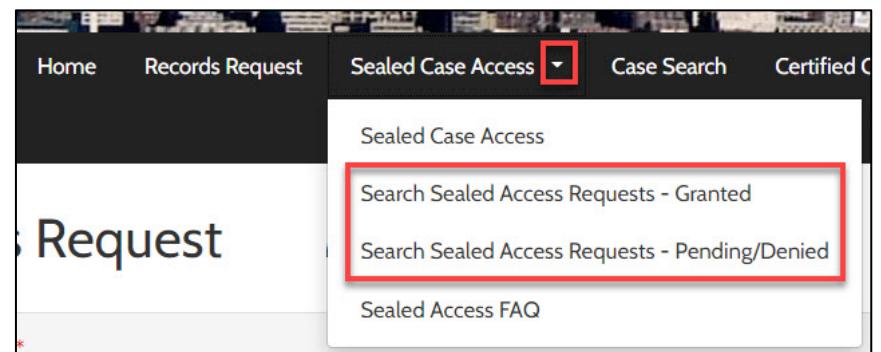 Home Records Request Sealed Case Access Case Search Certified
Sealed Case Access
Search Sealed Access Requests - Granted
Request
Search Sealed Access Requests - Pending/Denied
Sealed Access FAQ
*